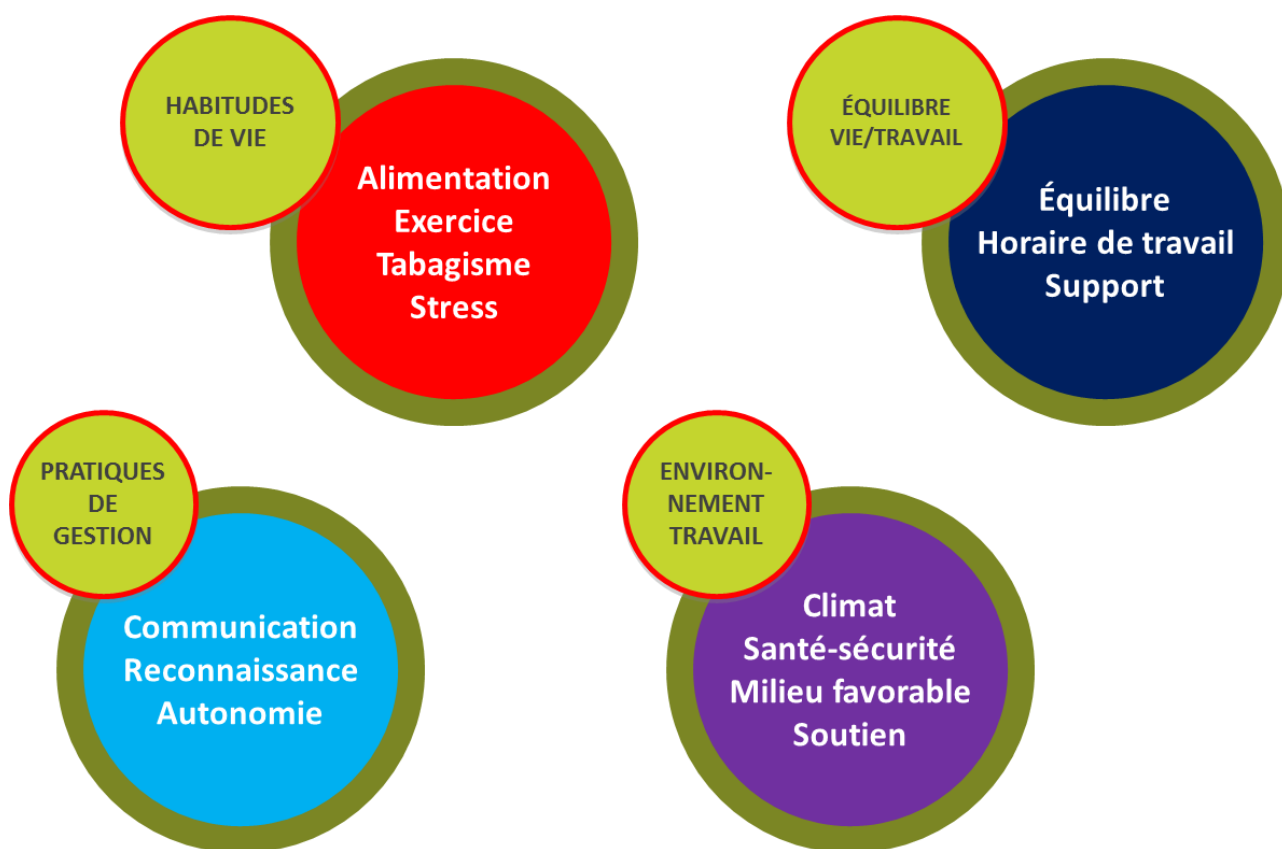 HABITUDES
DE VIE
Alimentation
Exercice
Tabagisme
Stress
ÉQUILIBRE
VIE/TRAVAIL
Équilibre
Horaire de travail
Support
PRATIQUES
DE
GESTION
Communication
Reconnaissance
Autonomie
ENVIRON-
NEMENT
TRAVAIL
Climat
Santé-sécurité
Milieu favorable
Soutien